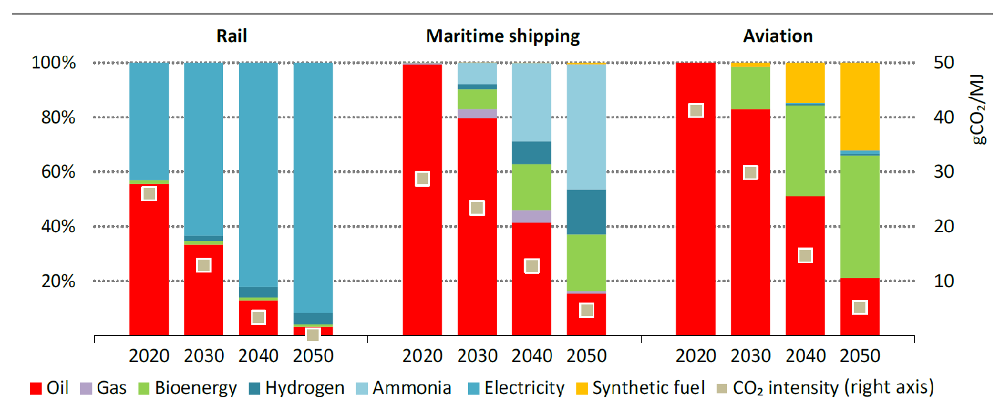 Rail Maritime shipping Aviation
100% 50
80% 40
60% 30
40% 20
20% 10
gCO₂/MJ
2020 2030 2040 2050 2020 2030 2040 2050 2020 2030 2040 2050
Oil Gas Bioenergy Hydrogen Ammonia Electricity Synthetic fuel CO₂ intensity (right axis)